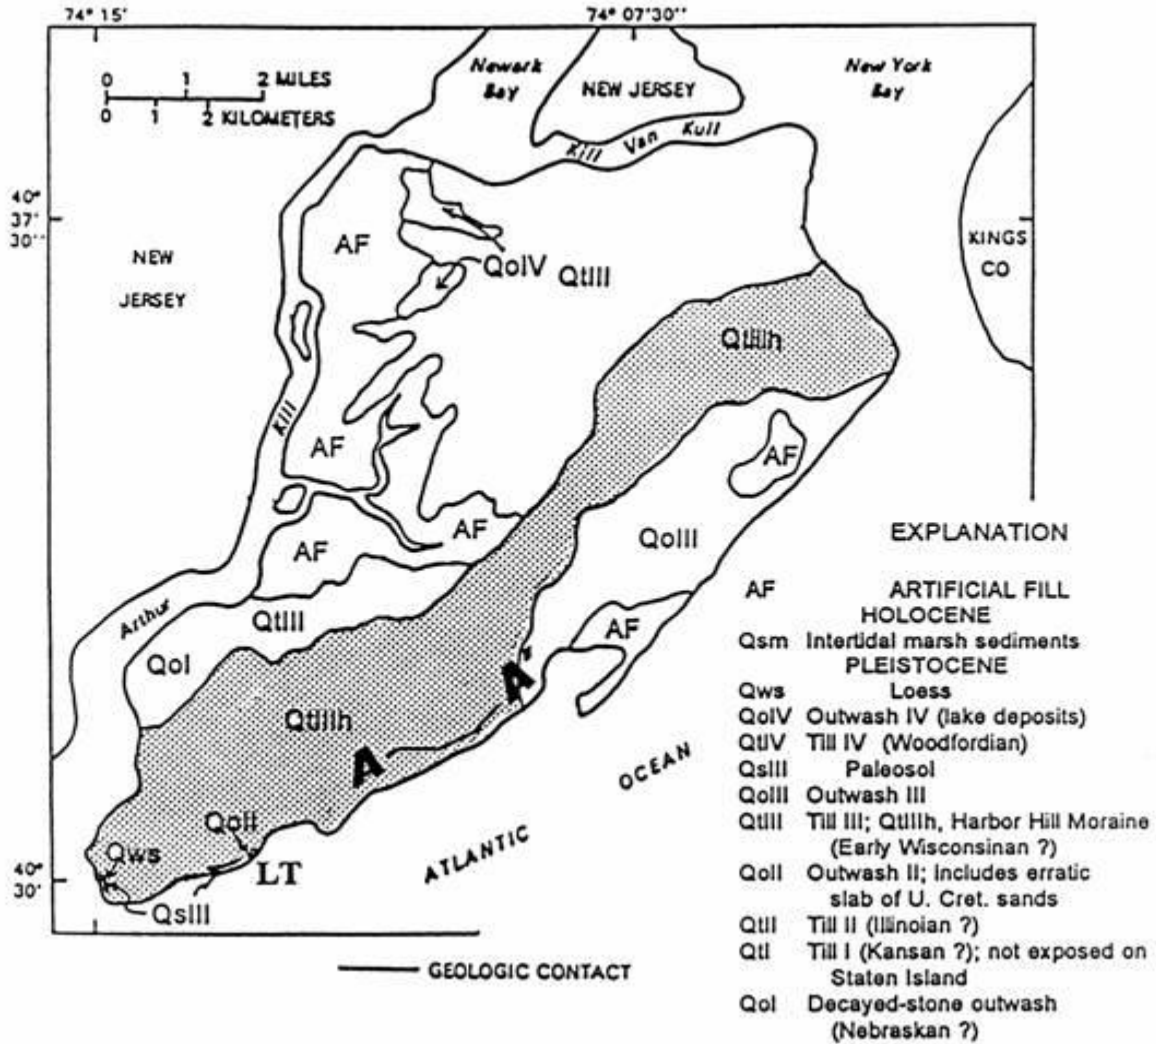 74° 15'
74° 07'30''
0 1 2 MILES
0 1 2 KILOMETERS
Newark
Bay
NEW JERSEY
New York
Bay
Kill Van Kull
40°
37'
30''
NEW
JERSEY
AF
QoIV
QtIII
KINGS
CO
QtIIIh
Kill
AF
AF
AF
AF
QoIII
Arthur
QtIII
AF
QoI
A'
QtIIIh
A
OCEAN
ATLANTIC
QoII
Qws
LT
40°
30'
QsIII
GEOLOGIC CONTACT
EXPLANATION
AF ARTIFICIAL FILL
HOLOCENE
Qsm Intertidal marsh sediments
PLEISTOCENE
Qws Loess
QoIV Outwash IV (lake deposits)
QtIV Till IV (Woodfordian)
QsIII Paleosol
QoIII Outwash III
QtIII Till III; QtIIIh, Harbor Hill Moraine
(Early Wisconsinan ?)
QoII Outwash II; Includes erratic
slab of U. Cret. sands
QtII Till II (Illinoian ?)
QtI Till I (Kansan ?); not exposed on
Staten Island
QoI Decayed-stone outwash
(Nebraskan ?)